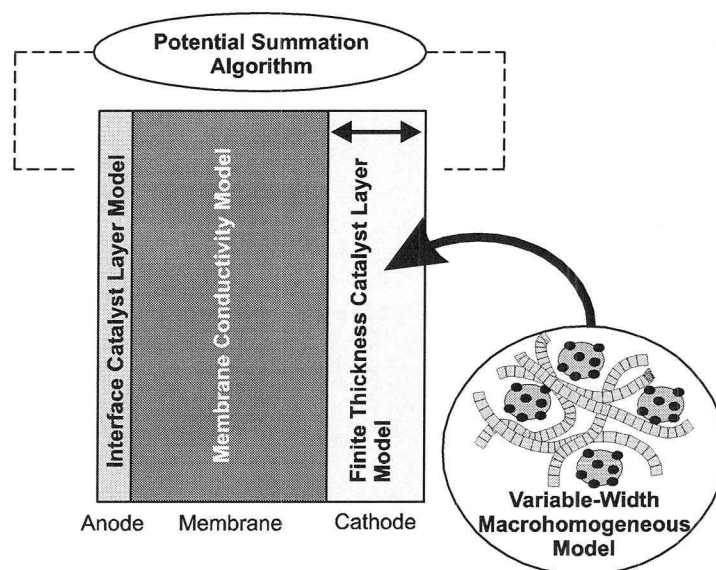 Potential Summation
Algorithm
Interface Catalyst Layer Model
Membrane Conductivity Model
Finite Thickness Catalyst Layer
Model
Anode
Membrane
Cathode
Variable-Width
Macrohomogeneous
Model